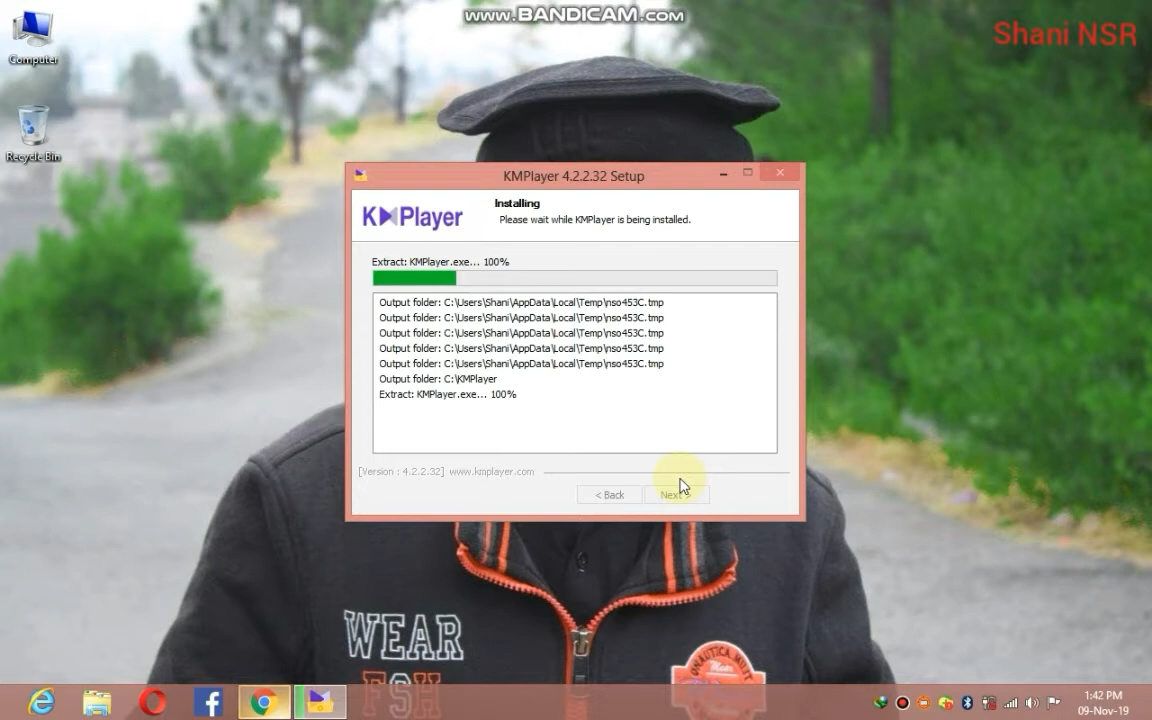 www.BANDICAM.com
Shani NSR
Computer
Recycle Bin
KMPlayer 4.2.2.32 Setup
KMPlayer
Installing
Please wait while KMPlayer is being installed.
Extract: KMPlayer.exe... 100%
Output folder: C:\Users\Shani\AppData\Local\Temp\nso453C.tmp
Output folder: C:\Users\Shani\AppData\Local\Temp\nso453C.tmp
Output folder: C:\Users\Shani\AppData\Local\Temp\nso453C.tmp
Output folder: C:\Users\Shani\AppData\Local\Temp\nso453C.tmp
Output folder: C:\Users\Shani\AppData\Local\Temp\nso453C.tmp
Output folder: C:\KMPlayer
Extract: KMPlayer.exe... 100%
[Version : 4.2.2.32] www.kmplayer.com
< Back
Next >
WEAR
FSH
1:42 PM
09-Nov-19